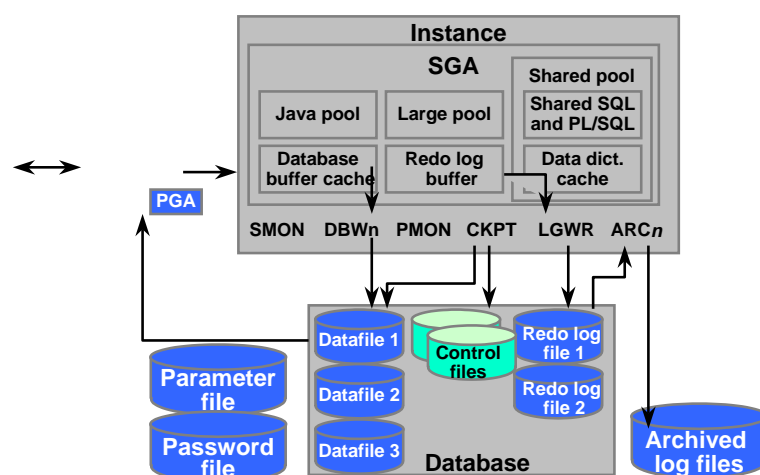 Instance
SGA
Shared pool
Java pool
Large pool
Shared SQL
and PL/SQL
Database
buffer cache
Redo log
buffer
Data dict.
cache
PGA
SMON DBWn PMON CKPT LGWR ARCn
Datafile 1
Control
files
Redo log
file 1
Parameter
file
Datafile 2
Redo log
file 2
Password
file
Datafile 3
Database
Archived
log files